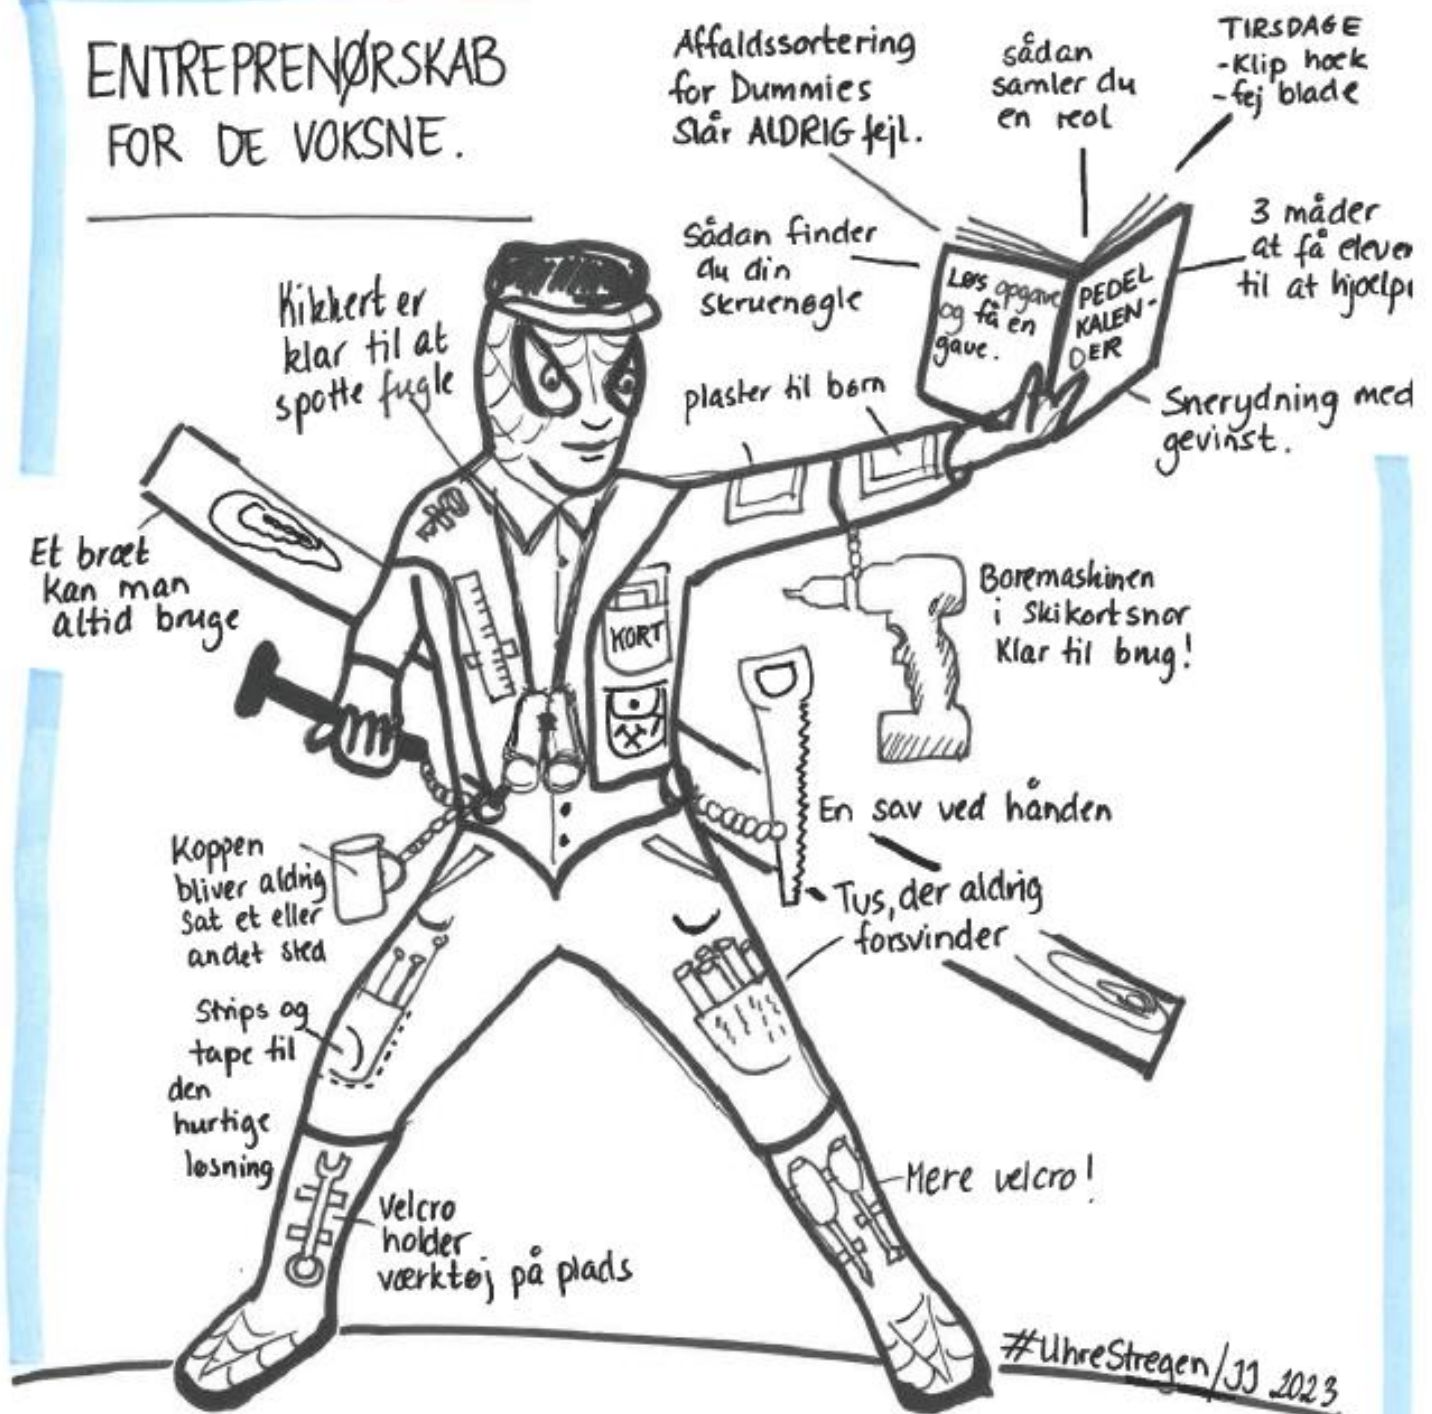 ENTREPRENØRSKAB
FOR DE VOKSNE.
Affaldssortering
for Dummies
Slår ALDRIG fejl.
sådan
samler du
en reol
TIRSDAGE
-Klip hæk
-fej blade
Sådan finder
du din
skruenøgle
3 måder
at få elever
til at hjælpe
Løs opgave
og få en
gave.
PEDEL
KALEN-
DER
Kikkert er
klar til at
spotte fugle
plaster til børn
Snerydning med
gevinst.
Et bræt
kan man
altid bruge
KORT
Boremaskinen
i skikortsnor
Klar til brug!
En sav ved hånden
Koppen
bliver aldrig
Sat et eller
andet sted
Tus, der aldrig
forsvinder
Strips og
tape til
den
hurtige
løsning
Velcro
holder
værktøj på plads
Mere velcro!
#UhreStregen/JJ 2023